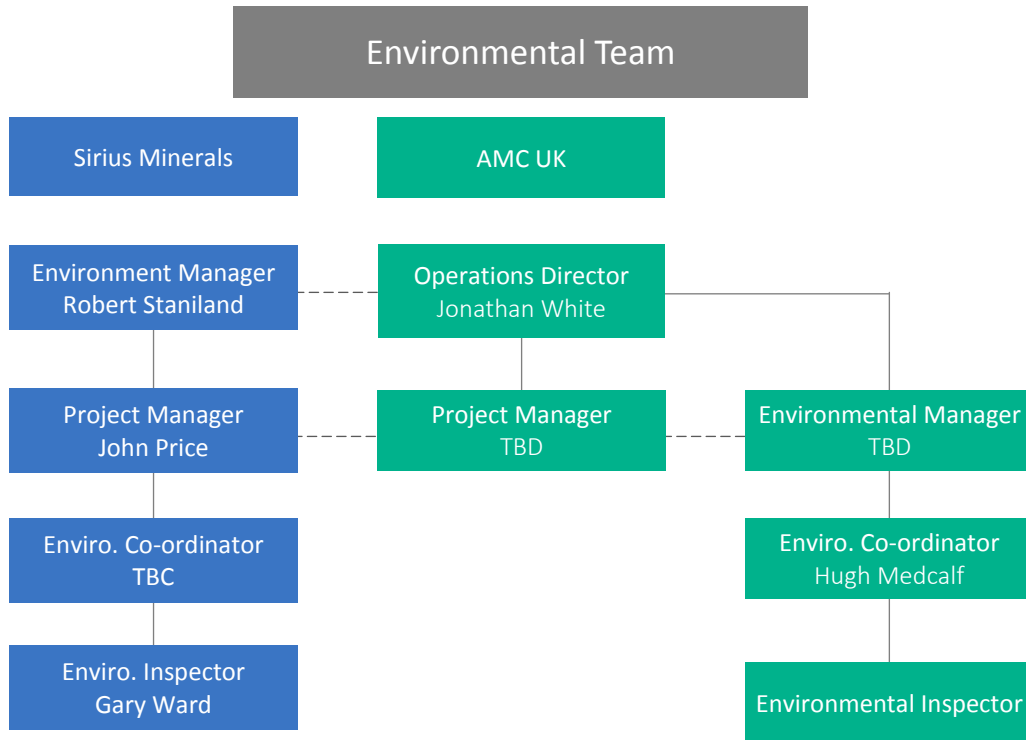 Environmental Team
Sirius Minerals
AMC UK
Environment Manager
Robert Staniland
Operations Director
Jonathan White
Project Manager
John Price
Project Manager
TBD
Environmental Manager
TBD
Enviro. Co-ordinator
TBC
Enviro. Co-ordinator
Hugh Medcalf
Enviro. Inspector
Gary Ward
Environmental Inspector